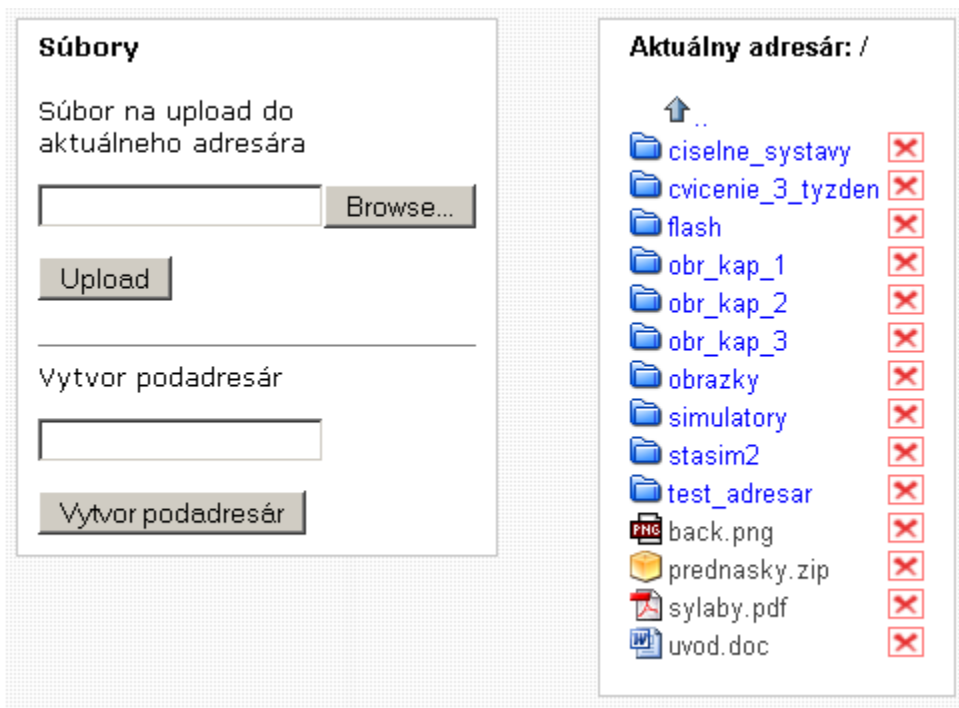 Súbory
Súbor na upload do
aktuálneho adresára
Browse...
Upload
Vytvor podadresár
Vytvor podadresár
Aktuálny adresár: /
..
ciselne_systavy
cvicenie_3_tyzden
flash
obr_kap_1
obr_kap_2
obr_kap_3
obrazky
simulatory
stasim2
test_adresar
PNG back.png
prednasky.zip
sylaby.pdf
W uvod.doc